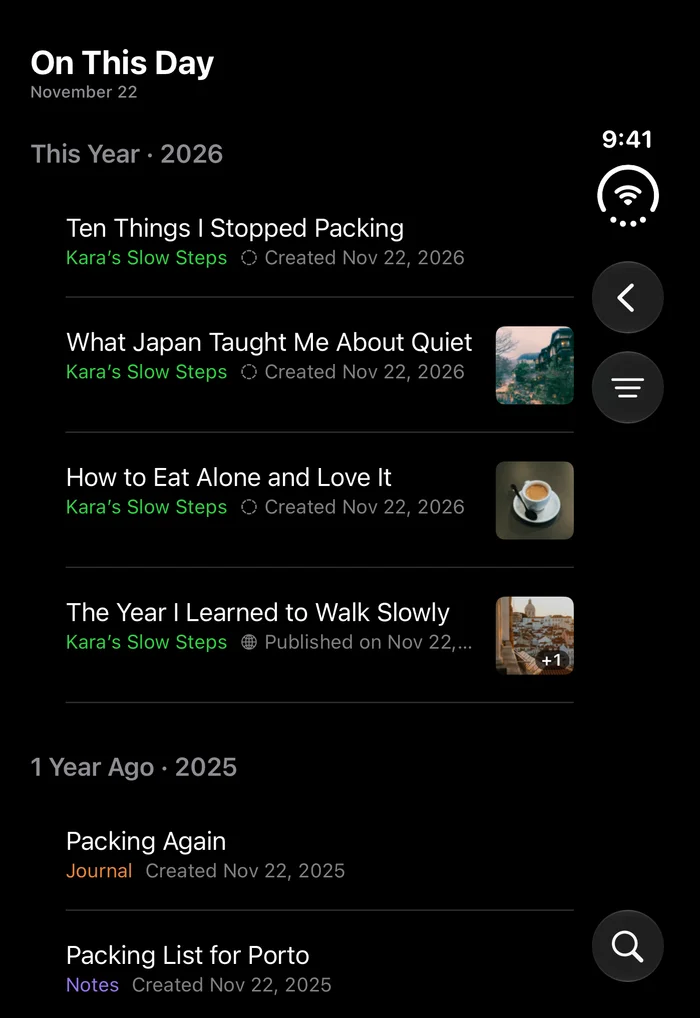 On This Day
November 22
9:41
This Year · 2026
Ten Things I Stopped Packing
Kara’s Slow Steps Created Nov 22, 2026
What Japan Taught Me About Quiet
Kara’s Slow Steps Created Nov 22, 2026
How to Eat Alone and Love It
Kara’s Slow Steps Created Nov 22, 2026
The Year I Learned to Walk Slowly
Kara’s Slow Steps Published on Nov 22,...
+1
1 Year Ago · 2025
Packing Again
Journal Created Nov 22, 2025
Packing List for Porto
Notes Created Nov 22, 2025